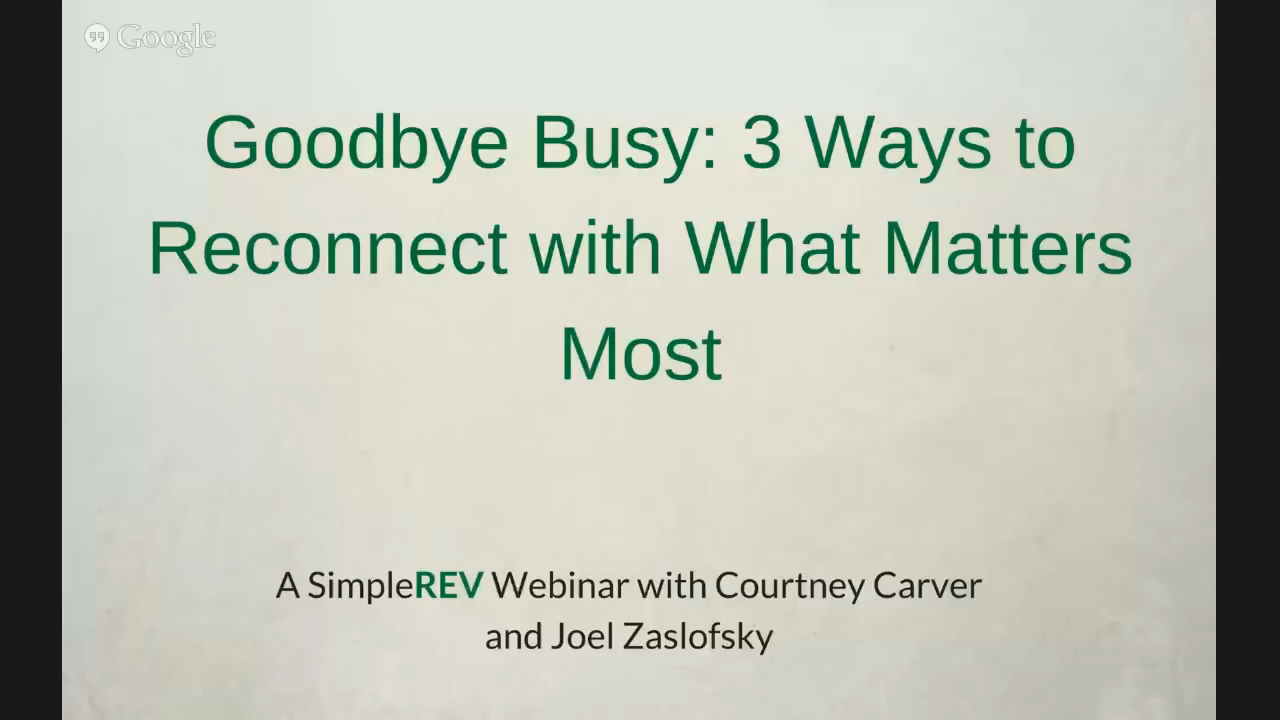 Google
Goodbye Busy: 3 Ways to
Reconnect with What Matters
Most
A SimpleREV Webinar with Courtney Carver
and Joel Zaslofsky